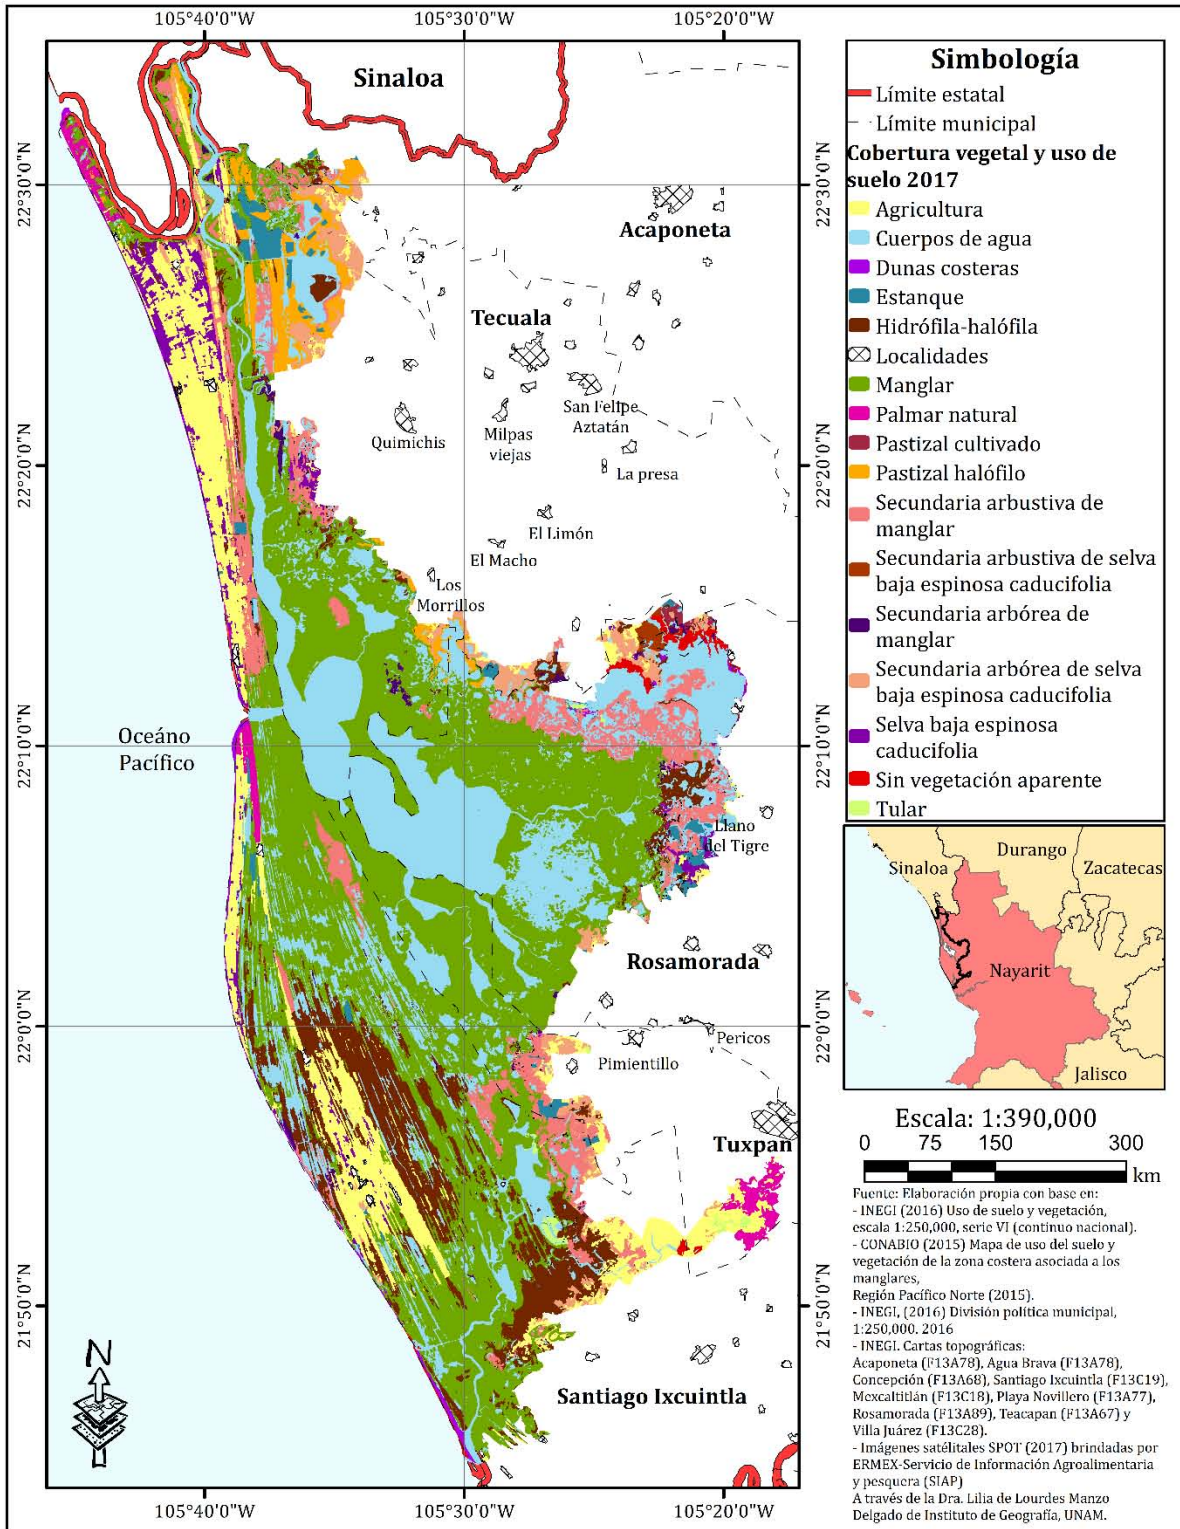 105°40'0"W
105°30'0"W
105°20'0"W
22°30'0"N
22°20'0"N
22°10'0"N
22°0'0"N
21°50'0"N
Sinaloa
Acaponeta
Tecuala
San Felipe
Aztatán
Quimichis
Milpas
viejas
La presa
El Limón
El Macho
Los
Morrillos
Océano
Pacífico
Llano
del Tigre
Rosamorada
Pericos
Pimientillo
Tuxpan
Santiago Ixcuintla
N
22°30'0"N
22°20'0"N
22°10'0"N
22°0'0"N
21°50'0"N
105°40'0"W
105°30'0"W
105°20'0"W
Simbología
Límite estatal
Límite municipal
Cobertura vegetal y uso de
suelo 2017
Agricultura
Cuerpos de agua
Dunas costeras
Estanque
Hidrófila-halófila
Localidades
Manglar
Palmar natural
Pastizal cultivado
Pastizal halófilo
Secundaria arbustiva de
manglar
Secundaria arbustiva de selva
baja espinosa caducifolia
Secundaria arbórea de
manglar
Secundaria arbórea de selva
baja espinosa caducifolia
Selva baja espinosa
caducifolia
Sin vegetación aparente
Tular
Durango
Sinaloa
Zacatecas
Nayarit
Jalisco
Escala: 1:390,000
0 75 150 300
km
Fuente: Elaboración propia con base en:
- INEGI (2016) Uso de suelo y vegetación,
escala 1:250,000, serie VI (continuo nacional).
- CONABIO (2015) Mapa de uso del suelo y
vegetación de la zona costera asociada a los
manglares,
Región Pacífico Norte (2015).
- INEGI, (2016) División política municipal,
1:250,000. 2016
- INEGI. Cartas topográficas:
Acaponeta (F13A78), Agua Brava (F13A78),
Concepción (F13A68), Santiago Ixcuintla (F13C19),
Mexcaltitlán (F13C18), Playa Novillero (F13A77),
Rosamorada (F13A89), Teacapan (F13A67) y
Villa Juárez (F13C28).
- Imágenes satélitales SPOT (2017) brindadas por
ERMEX-Servicio de Información Agroalimentaria
y pesquera (SIAP)
A través de la Dra. Lilia de Lourdes Manzo
Delgado de Instituto de Geografía, UNAM.